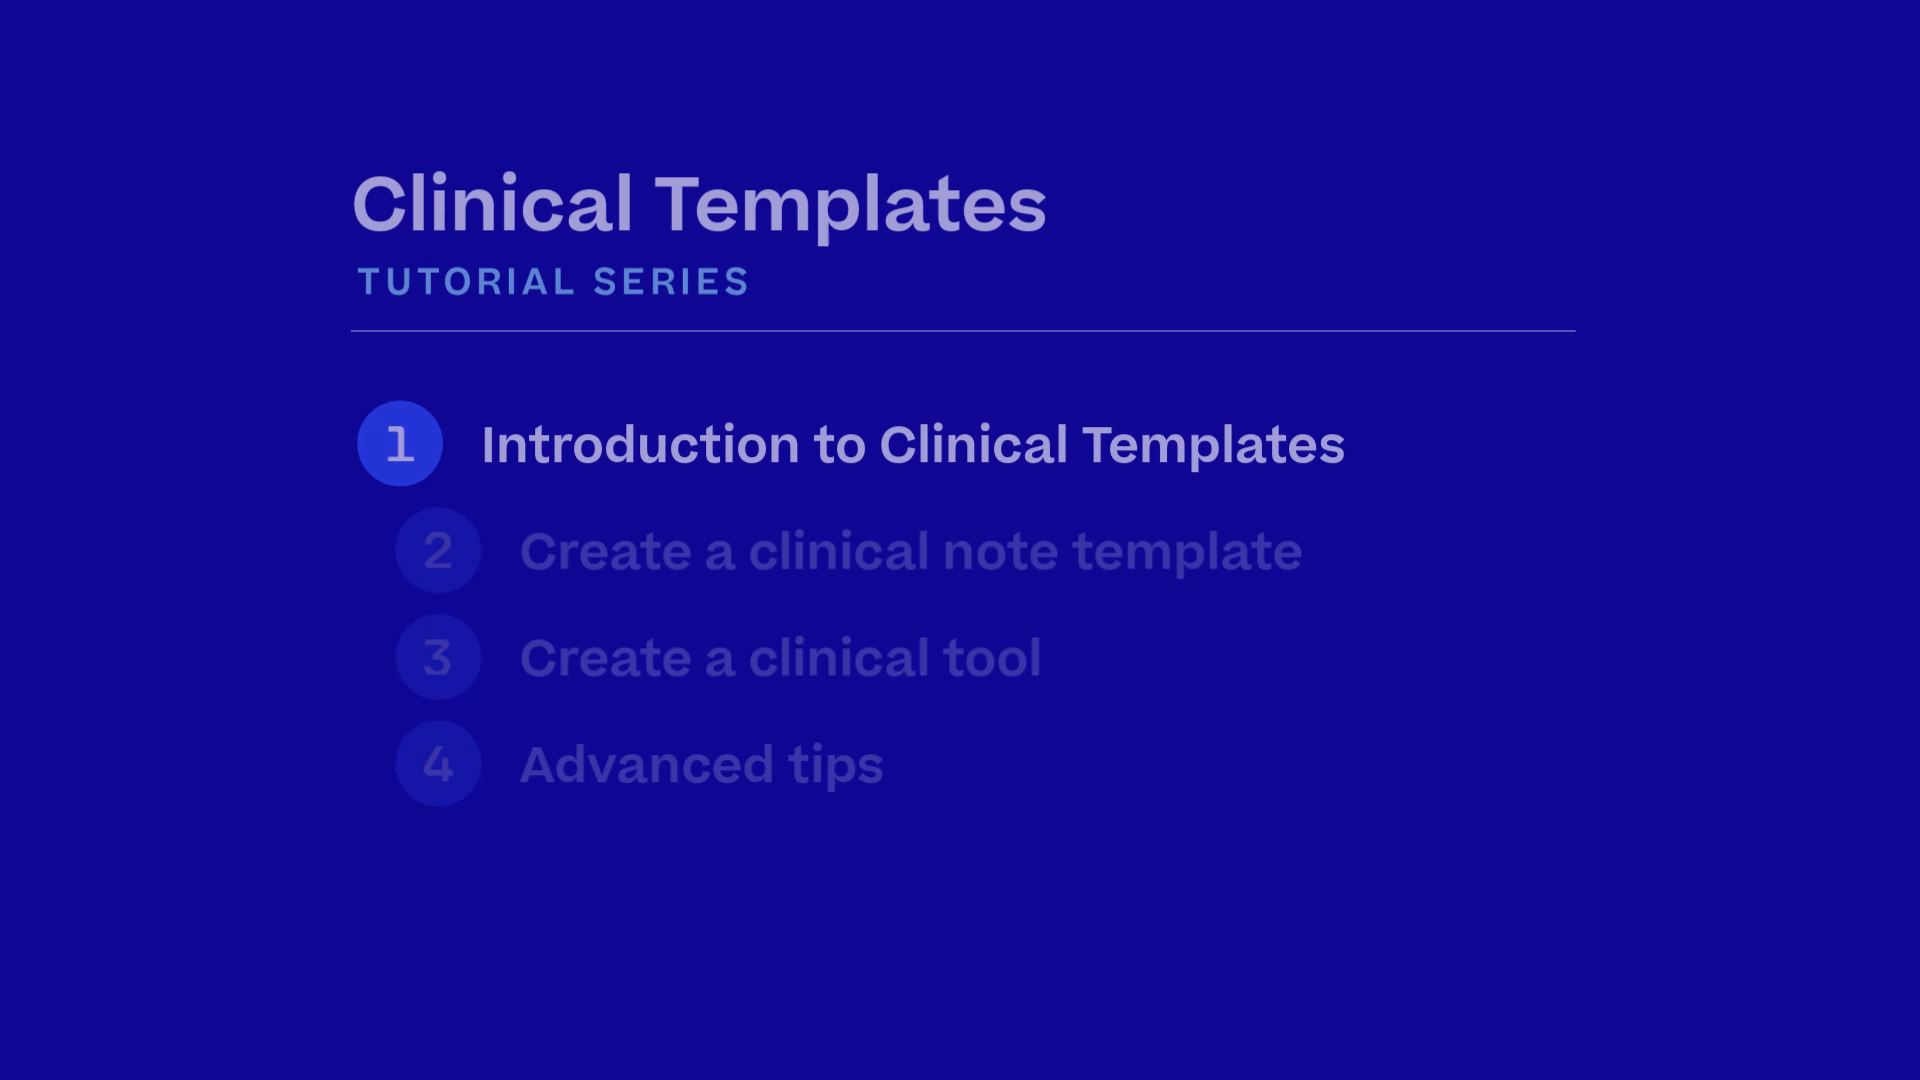 Clinical Templates
TUTORIAL SERIES
1 Introduction to Clinical Templates
2 Create a clinical note template
3 Create a clinical tool
4 Advanced tips